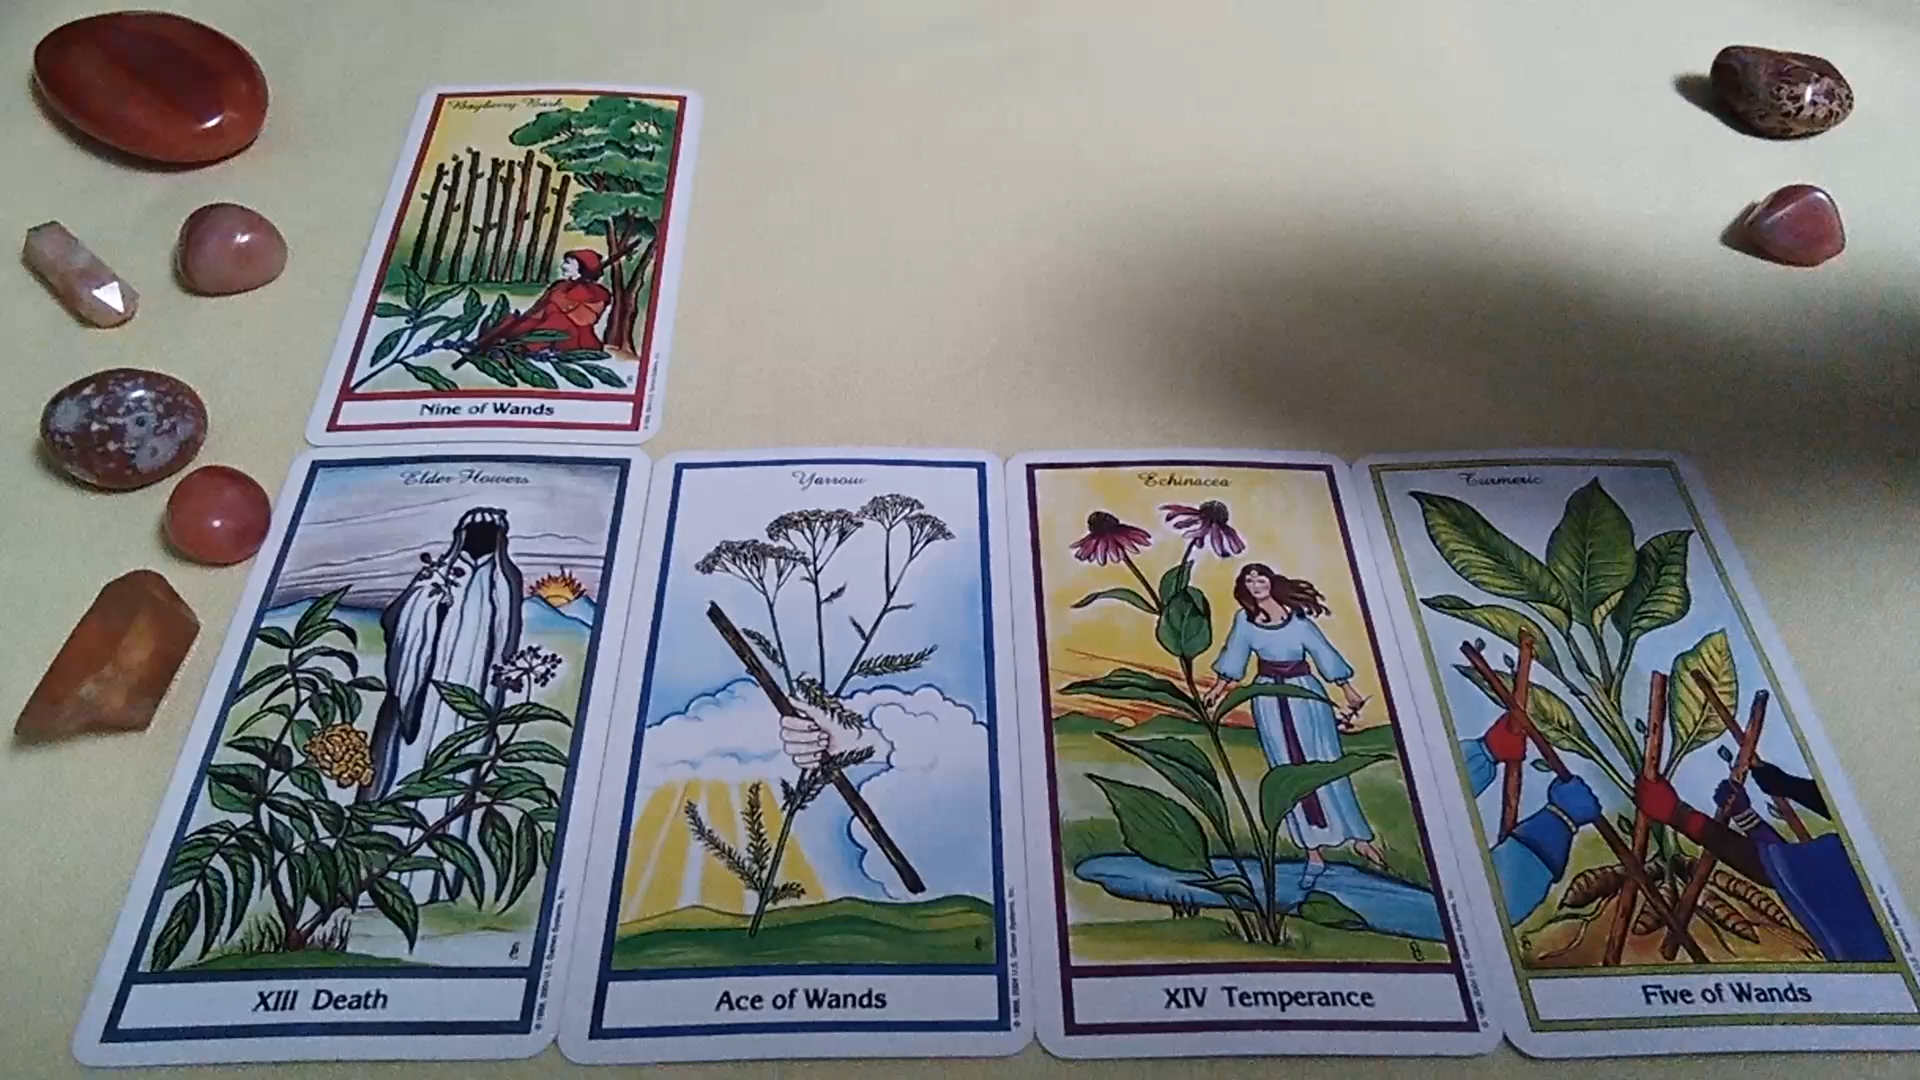 Bayberry Bark
Nine of Wands
Elder Flowers
XIII Death
Yarrow
Ace of Wands
Echinacea
XIV Temperance
Turmeric
Five of Wands